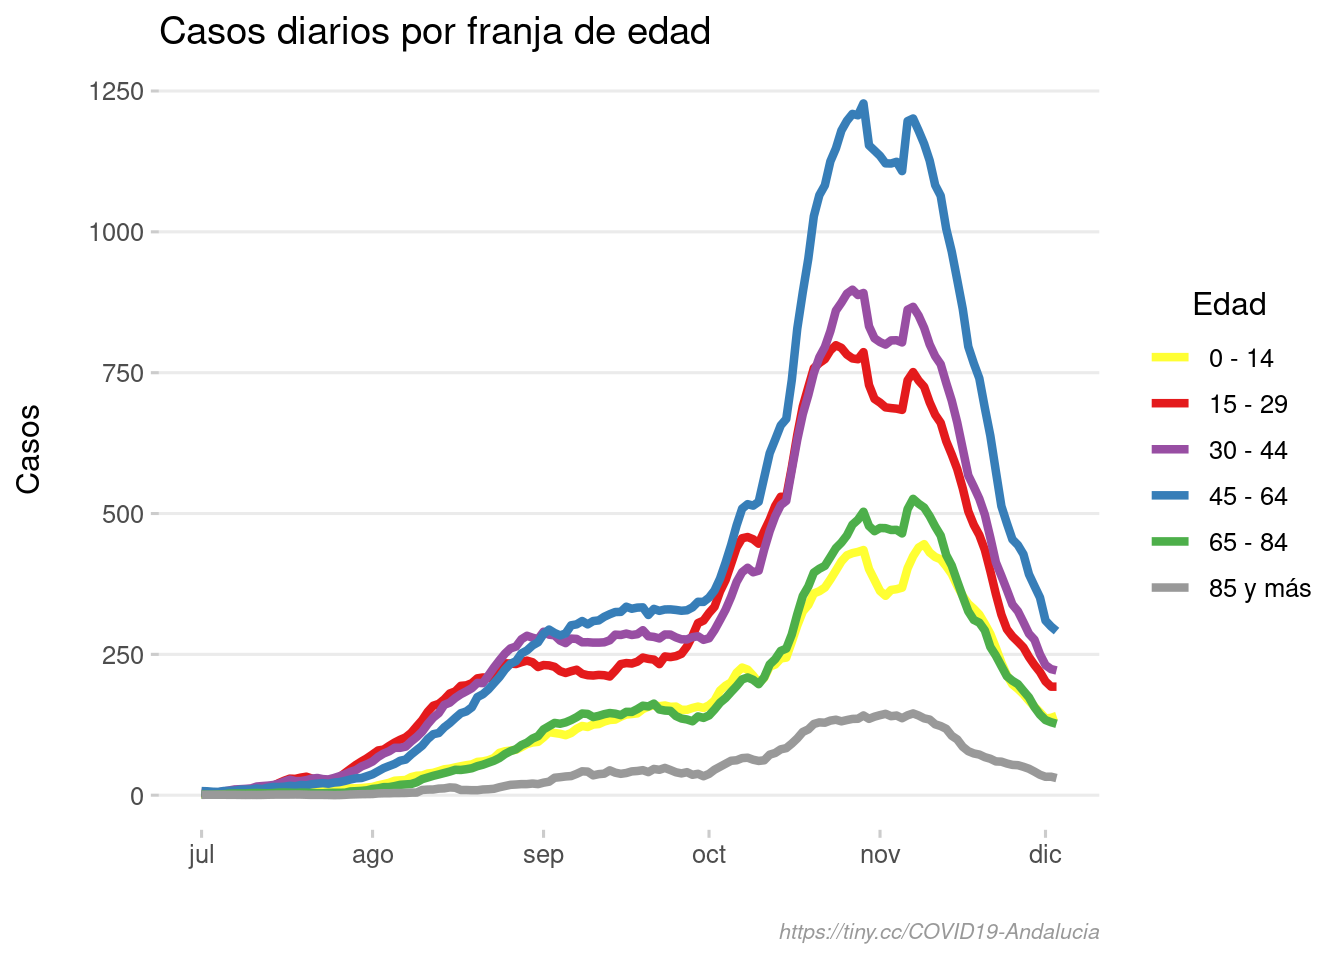 Casos diarios por franja de edad
1250
1000
750
500
250
0
Casos
jul ago sep oct nov dic
Edad
0 - 14
15 - 29
30 - 44
45 - 64
65 - 84
85 y más
https://tiny.cc/COVID19-Andalucia